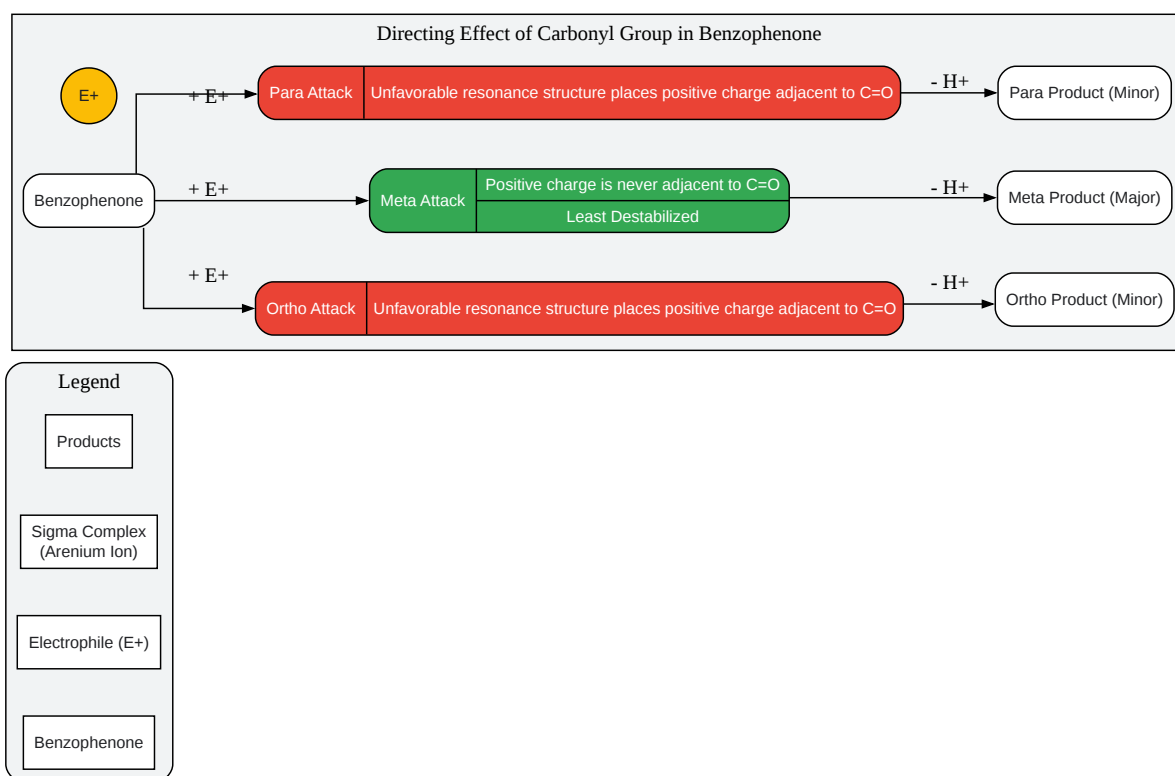 Directing Effect of Carbonyl Group in Benzophenone
E+
+ E+
Para Attack
Unfavorable resonance structure places positive charge adjacent to C=O
- H+
Para Product (Minor)
Benzophenone
+ E+
Meta Attack
Positive charge is never adjacent to C=O
Least Destabilized
- H+
Meta Product (Major)
+ E+
Ortho Attack
Unfavorable resonance structure places positive charge adjacent to C=O
- H+
Ortho Product (Minor)
Legend
Products
Sigma Complex
(Arenium Ion)
Electrophile (E+)
Benzophenone